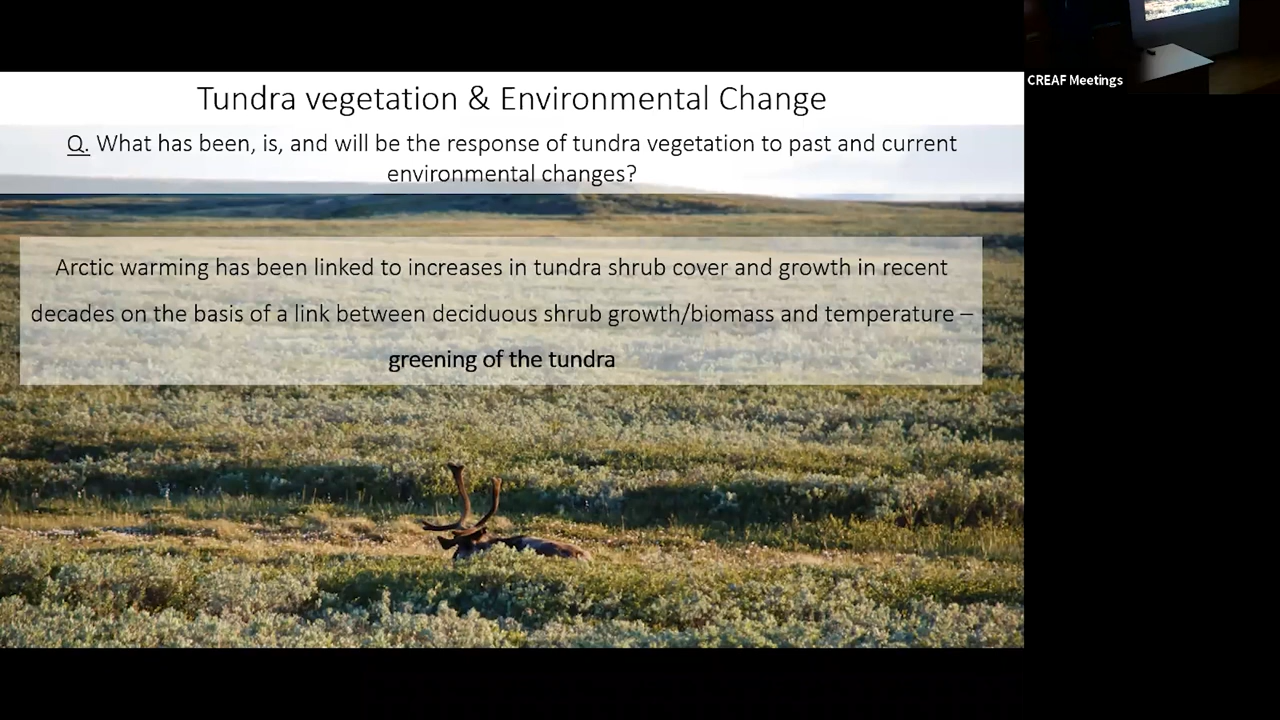 Tundra vegetation & Environmental Change
Q. What has been, is, and will be the response of tundra vegetation to past and current
environmental changes?
Arctic warming has been linked to increases in tundra shrub cover and growth in recent
decades on the basis of a link between deciduous shrub growth/biomass and temperature –
greening of the tundra
CREAF Meetings